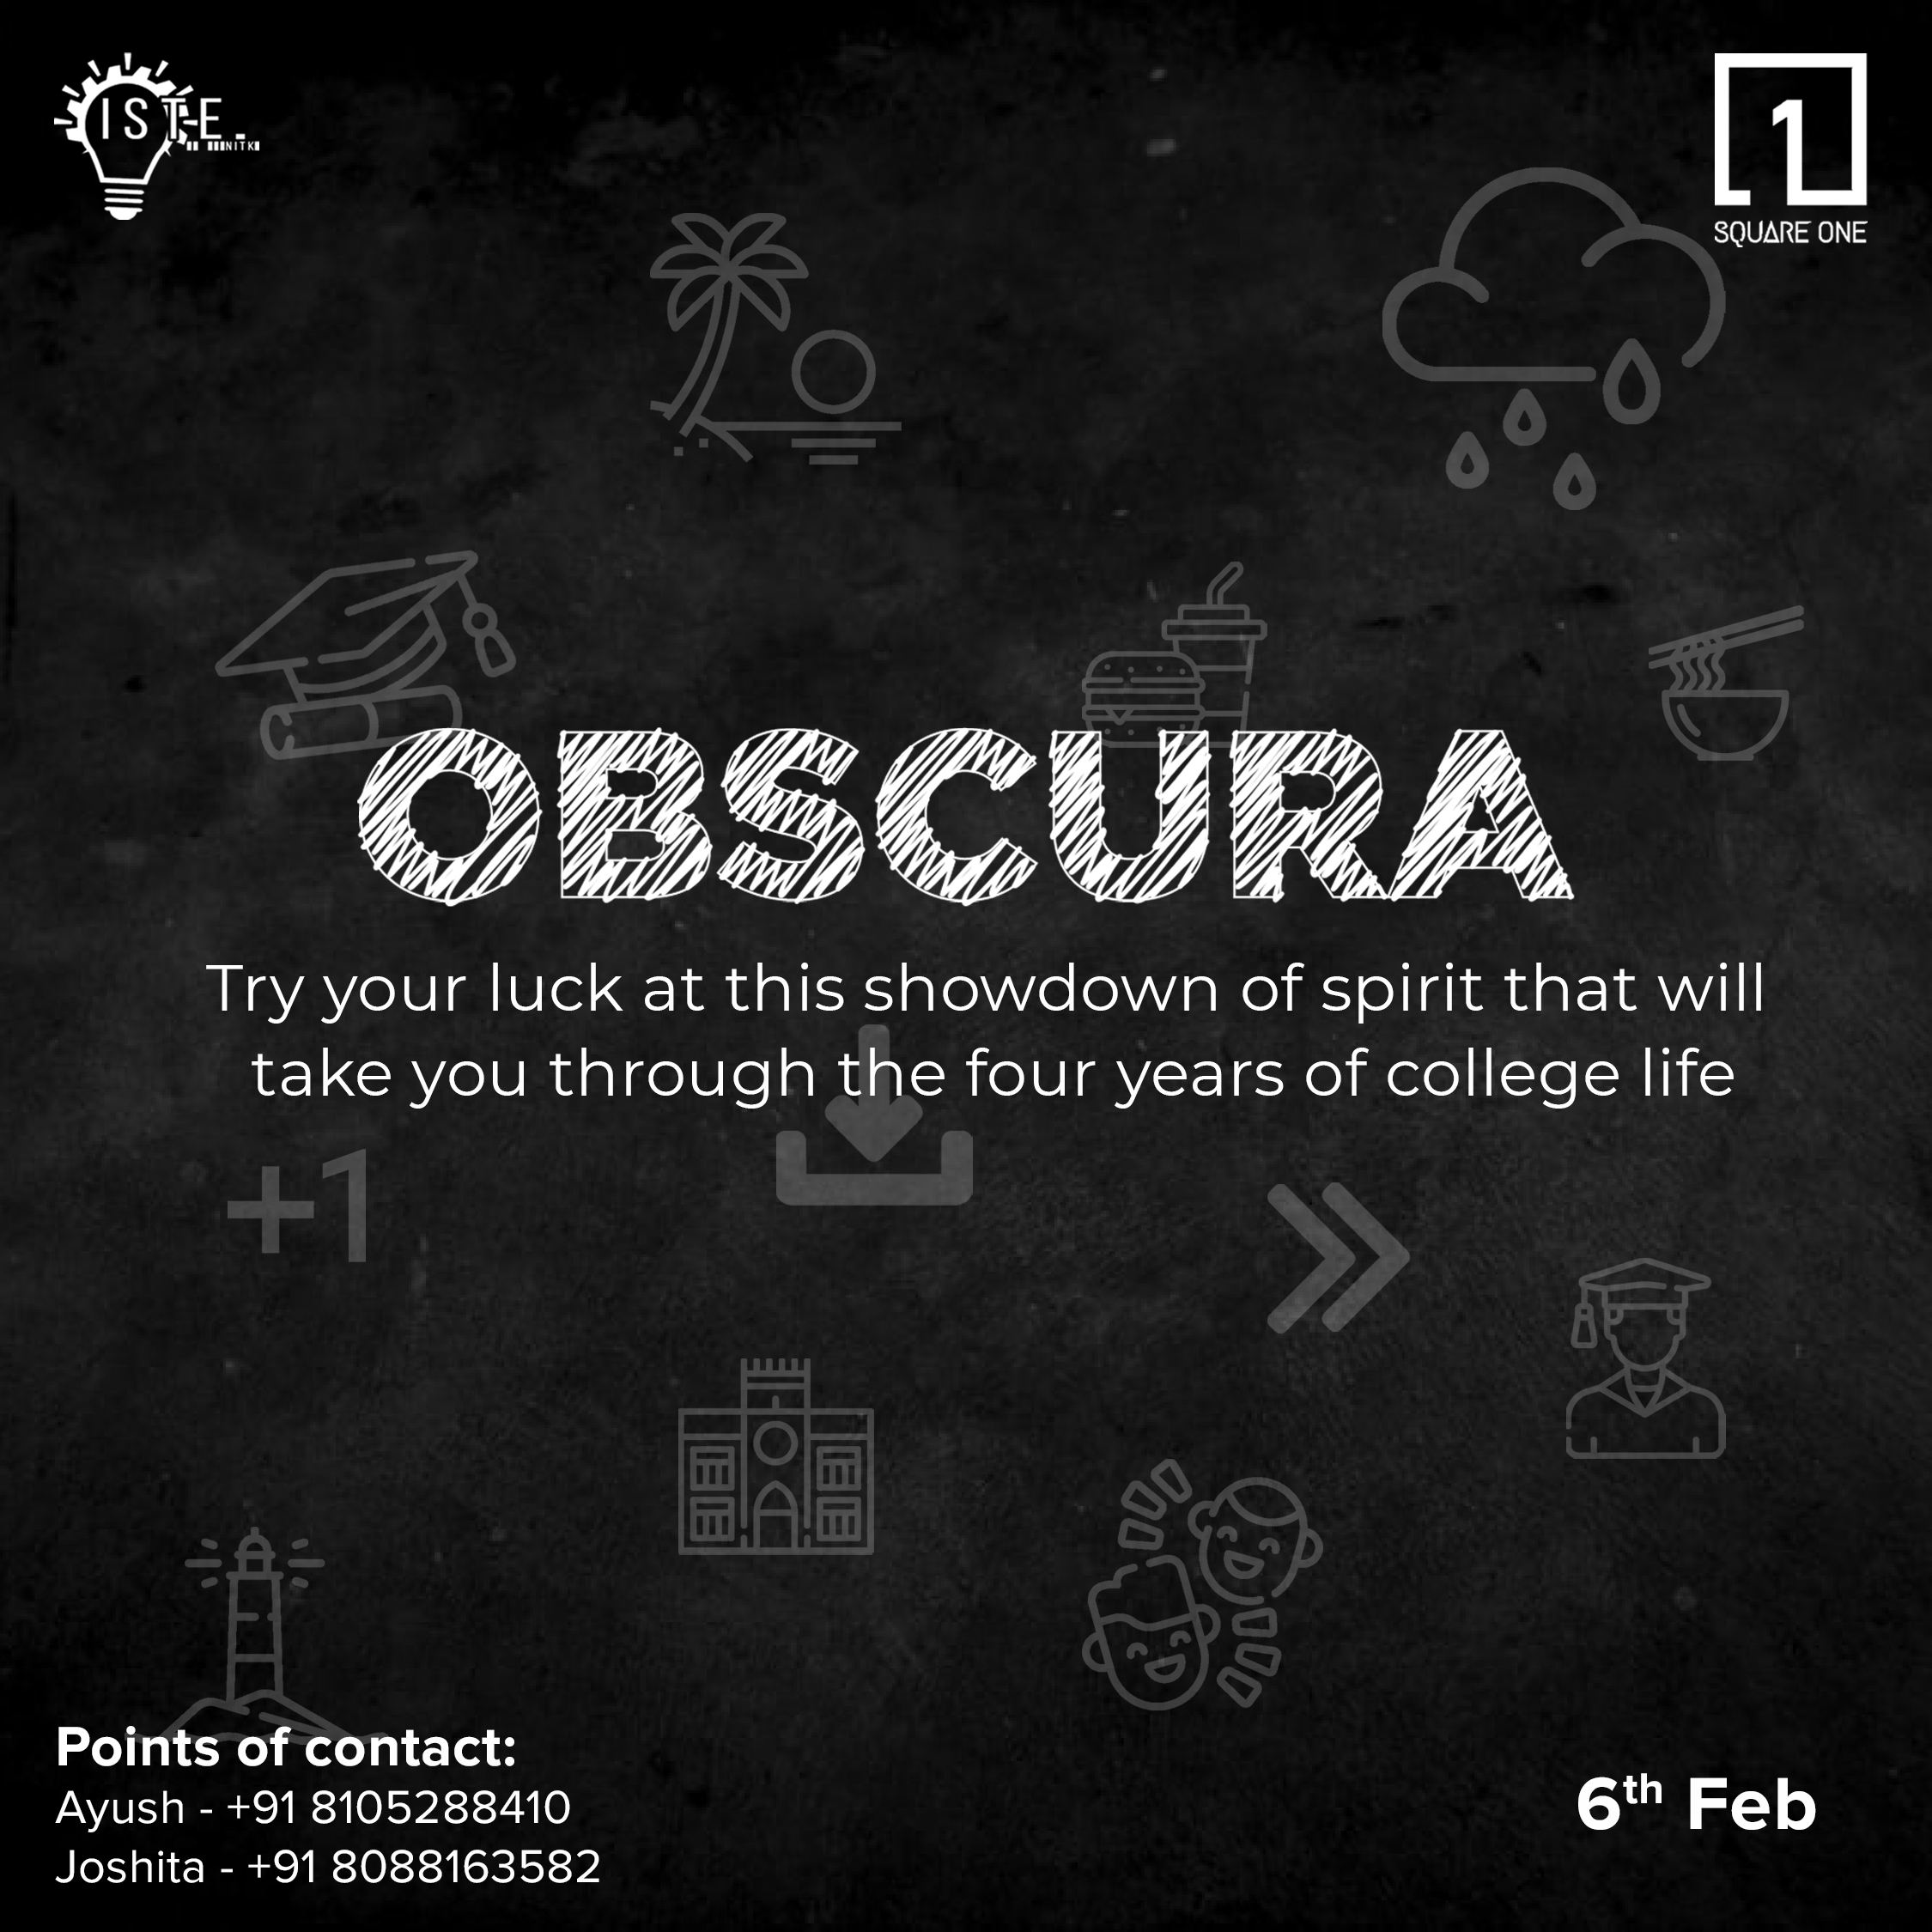 ISTE
NITK
1
SQUARE ONE
OBSCURA
Try your luck at this showdown of spirit that will
take you through the four years of college life
+1
Points of contact:
Ayush - +91 8105288410
Joshita - +91 8088163582
6th Feb